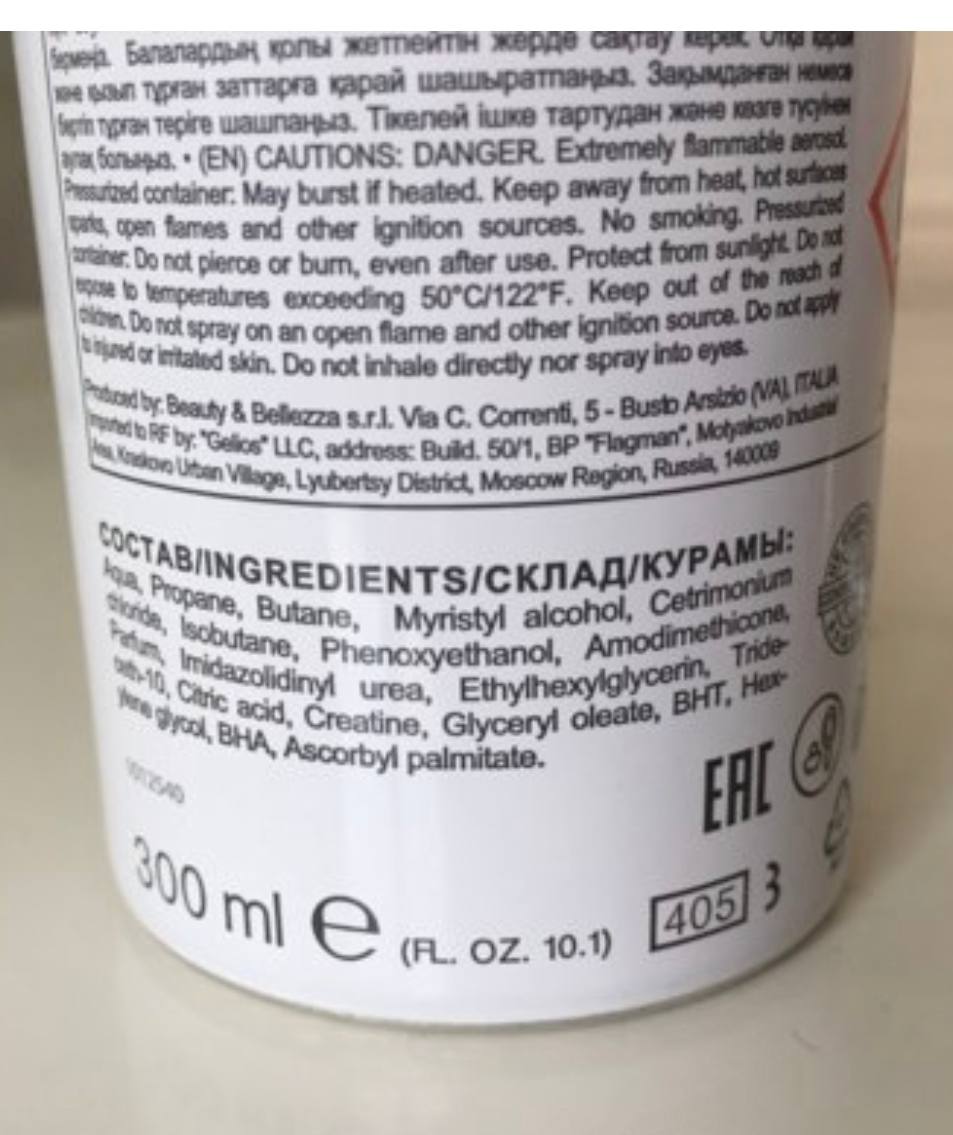 бермеңіз. Балалардың қолы жетпейтін жерде сақтау керек. Отқа қарай
және қызып тұрған заттарға қарай шашыратпаңыз. Зақымданған немесе
бөртіп тұрған теріге шашпаңыз. Тікелей ішке тартудан және көзге түсуінен
аулақ болыңыз. • (EN) CAUTIONS: DANGER. Extremely flammable aerosol.
Pressurized container: May burst if heated. Keep away from heat, hot surfaces
sparks, open flames and other ignition sources. No smoking. Pressurized
container: Do not pierce or burn, even after use. Protect from sunlight. Do not
expose to temperatures exceeding 50°C/122°F. Keep out of the reach of
children. Do not spray on an open flame and other ignition source. Do not apply
to injured or irritated skin. Do not inhale directly nor spray into eyes.
Produced by: Beauty & Bellezza s.r.l. Via C. Correnti, 5 - Busto Arsizio (VA), ITALIA
Imported to RF by: "Gelios" LLC, address: Build. 50/1, BP "Flagman", Motyakovo Industrial
Area, Kraskovo Urban Village, Lyubertsy District, Moscow Region, Russia, 140009
СОСТАВ/INGREDIENTS/СКЛАД/ҚҰРАМЫ:
Aqua, Propane, Butane, Myristyl alcohol, Cetrimonium
chloride, Isobutane, Phenoxyethanol, Amodimethicone,
Parfum, Imidazolidinyl urea, Ethylhexylglycerin, Tride-
ceth-10, Citric acid, Creatine, Glyceryl oleate, BHT, Hex-
ylene glycol, BHA, Ascorbyl palmitate.
0012540
EAC
300 ml e (FL. OZ. 10.1) 405 3